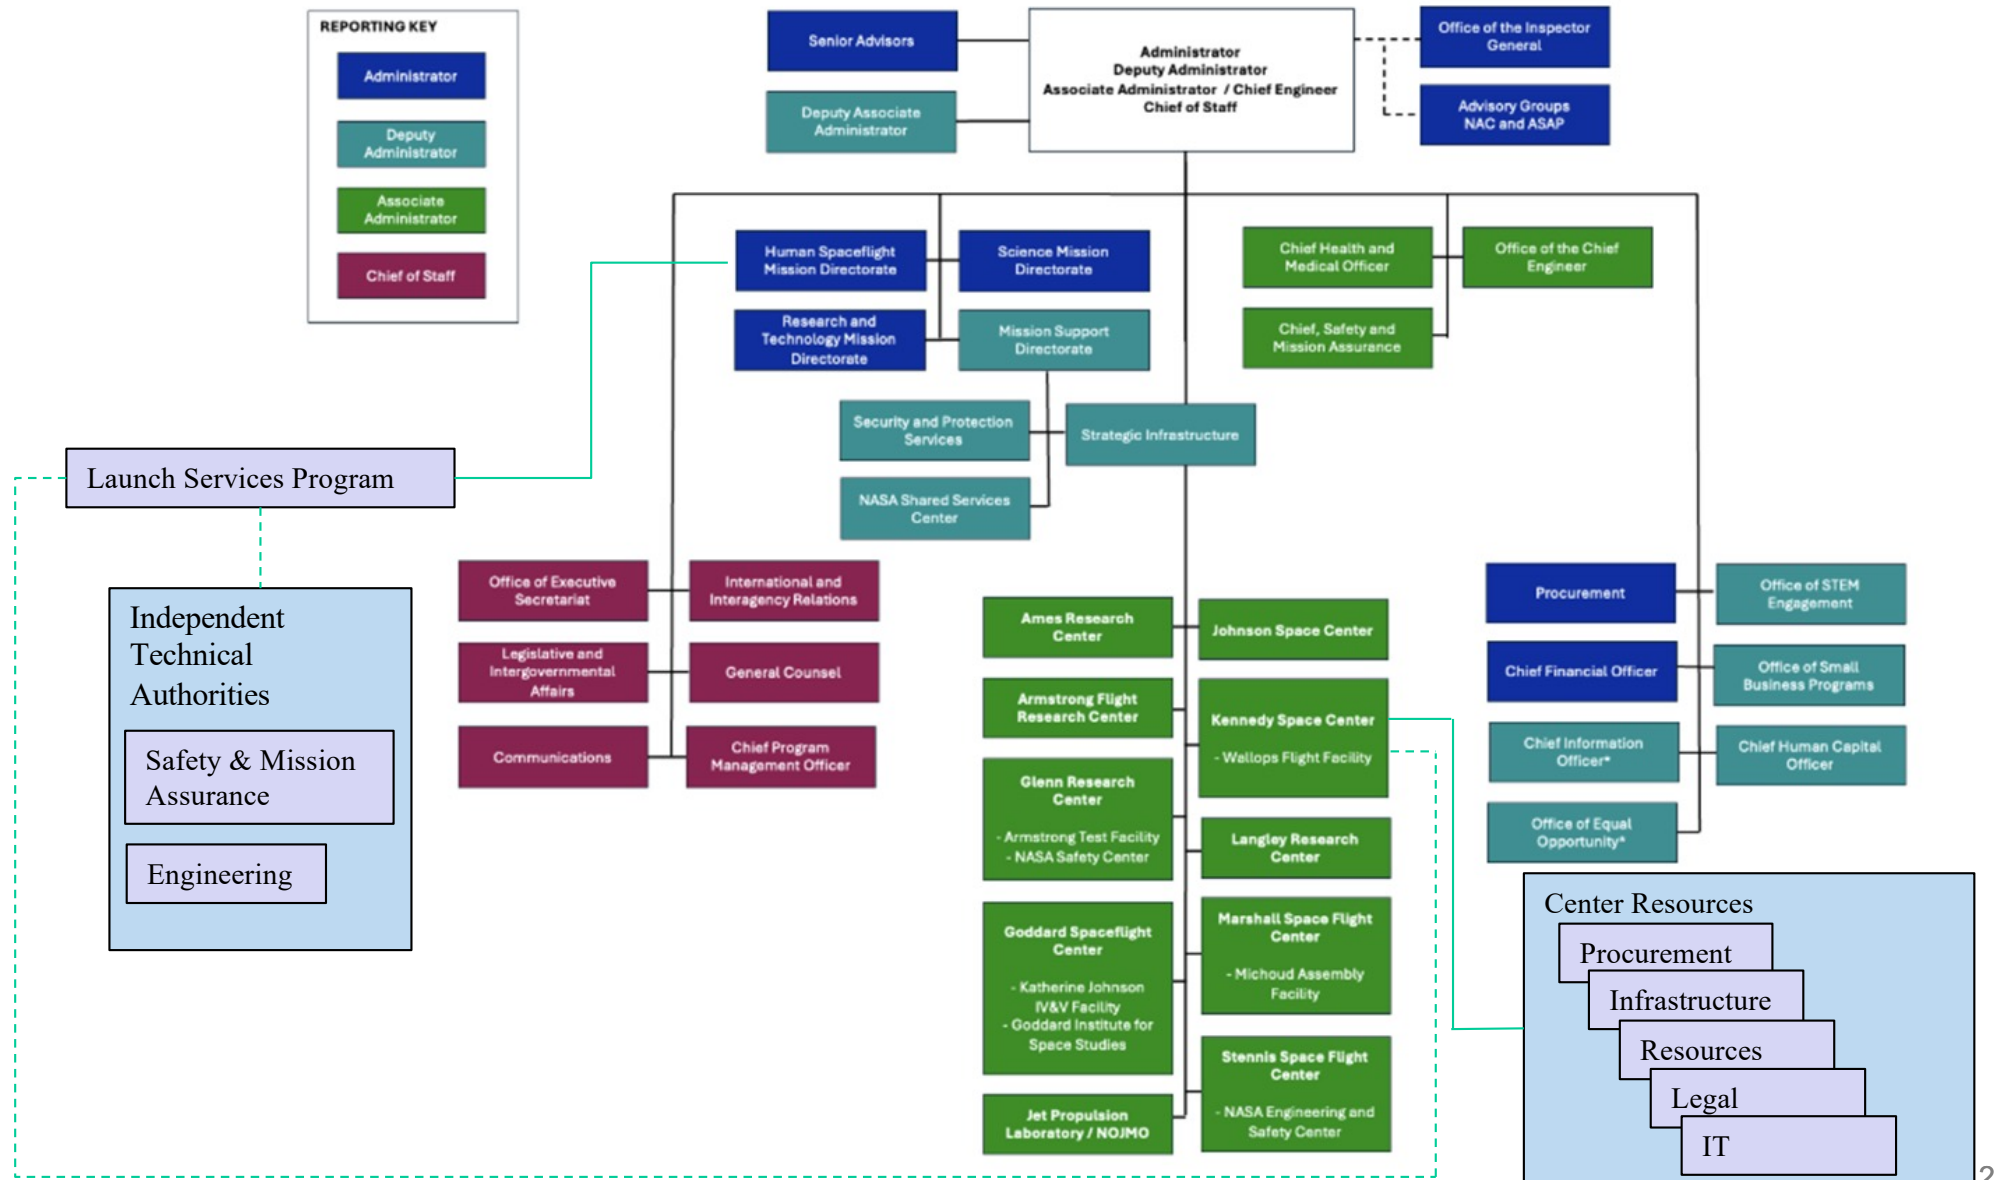 REPORTING KEY
Administrator
Deputy
Administrator
Associate
Administrator
Chief of Staff
Senior Advisors
Deputy Associate
Administrator
Administrator
Deputy Administrator
Associate Administrator / Chief Engineer
Chief of Staff
Office of the Inspector
General
Advisory Groups
NAC and ASAP
Human Spaceflight
Mission Directorate
Science Mission
Directorate
Research and
Technology Mission
Directorate
Mission Support
Directorate
Chief Health and
Medical Officer
Office of the Chief
Engineer
Chief, Safety and
Mission Assurance
Security and Protection
Services
Strategic Infrastructure
NASA Shared Services
Center
Launch Services Program
Independent
Technical
Authorities
Safety & Mission
Assurance
Engineering
Office of Executive
Secretariat
International and
Interagency Relations
Legislative and
Intergovernmental
Affairs
General Counsel
Communications
Chief Program
Management Officer
Ames Research
Center
Johnson Space Center
Armstrong Flight
Research Center
Kennedy Space Center
- Wallops Flight Facility
Glenn Research
Center
- Armstrong Test Facility
- NASA Safety Center
Langley Research
Center
Goddard Spaceflight
Center
- Katherine Johnson
IV&V Facility
- Goddard Institute for
Space Studies
Marshall Space Flight
Center
- Michoud Assembly
Facility
Stennis Space Flight
Center
- NASA Engineering and
Safety Center
Jet Propulsion
Laboratory / NOJMO
Procurement
Office of STEM
Engagement
Chief Financial Officer
Office of Small
Business Programs
Chief Information
Officer*
Chief Human Capital
Officer
Office of Equal
Opportunity*
Center Resources
Procurement
Infrastructure
Resources
Legal
IT
2